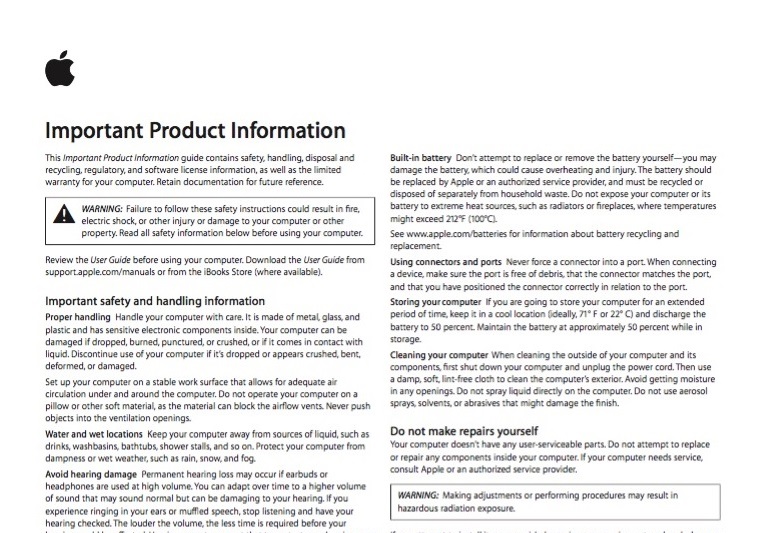 Important Product Information
This Important Product Information guide contains safety, handling, disposal and
recycling, regulatory, and software license information, as well as the limited
warranty for your computer. Retain documentation for future reference.
WARNING: Failure to follow these safety instructions could result in fire,
electric shock, or other injury or damage to your computer or other
property. Read all safety information below before using your computer.
Review the User Guide before using your computer. Download the User Guide from
support.apple.com/manuals or from the iBooks Store (where available).
Important safety and handling information
Proper handling Handle your computer with care. It is made of metal, glass, and
plastic and has sensitive electronic components inside. Your computer can be
damaged if dropped, burned, punctured, or crushed, or if it comes in contact with
liquid. Discontinue use of your computer if it's dropped or appears crushed, bent,
deformed, or damaged.
Set up your computer on a stable work surface that allows for adequate air
circulation under and around the computer. Do not operate your computer on a
pillow or other soft material, as the material can block the airflow vents. Never push
objects into the ventilation openings.
Water and wet locations Keep your computer away from sources of liquid, such as
drinks, washbasins, bathtubs, shower stalls, and so on. Protect your computer from
dampness or wet weather, such as rain, snow, and fog.
Avoid hearing damage Permanent hearing loss may occur if earbuds or
headphones are used at high volume. You can adapt over time to a higher volume
of sound that may sound normal but can be damaging to your hearing. If you
experience ringing in your ears or muffled speech, stop listening and have your
hearing checked. The louder the volume, the less time is required before your
Built-in battery Don't attempt to replace or remove the battery yourself—you may
damage the battery, which could cause overheating and injury. The battery should
be replaced by Apple or an authorized service provider, and must be recycled or
disposed of separately from household waste. Do not expose your computer or its
battery to extreme heat sources, such as radiators or fireplaces, where temperatures
might exceed 212°F (100°C).
See www.apple.com/batteries for information about battery recycling and
replacement.
Using connectors and ports Never force a connector into a port. When connecting
a device, make sure the port is free of debris, that the connector matches the port,
and that you have positioned the connector correctly in relation to the port.
Storing your computer If you are going to store your computer for an extended
period of time, keep it in a cool location (ideally, 71° F or 22° C) and discharge the
battery to 50 percent. Maintain the battery at approximately 50 percent while in
storage.
Cleaning your computer When cleaning the outside of your computer and its
components, first shut down your computer and unplug the power cord. Then use
a damp, soft, lint-free cloth to clean the computer's exterior. Avoid getting moisture
in any openings. Do not spray liquid directly on the computer. Do not use aerosol
sprays, solvents, or abrasives that might damage the finish.
Do not make repairs yourself
Your computer doesn't have any user-serviceable parts. Do not attempt to replace
or repair any components inside your computer. If your computer needs service,
consult Apple or an authorized service provider.
WARNING: Making adjustments or performing procedures may result in
hazardous radiation exposure.